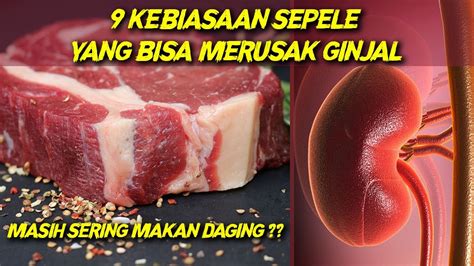 9 KEBIASAAN SEPELE
YANG BISA MERUSAK GINJAL
MASIH SERING MAKAN DAGING ??